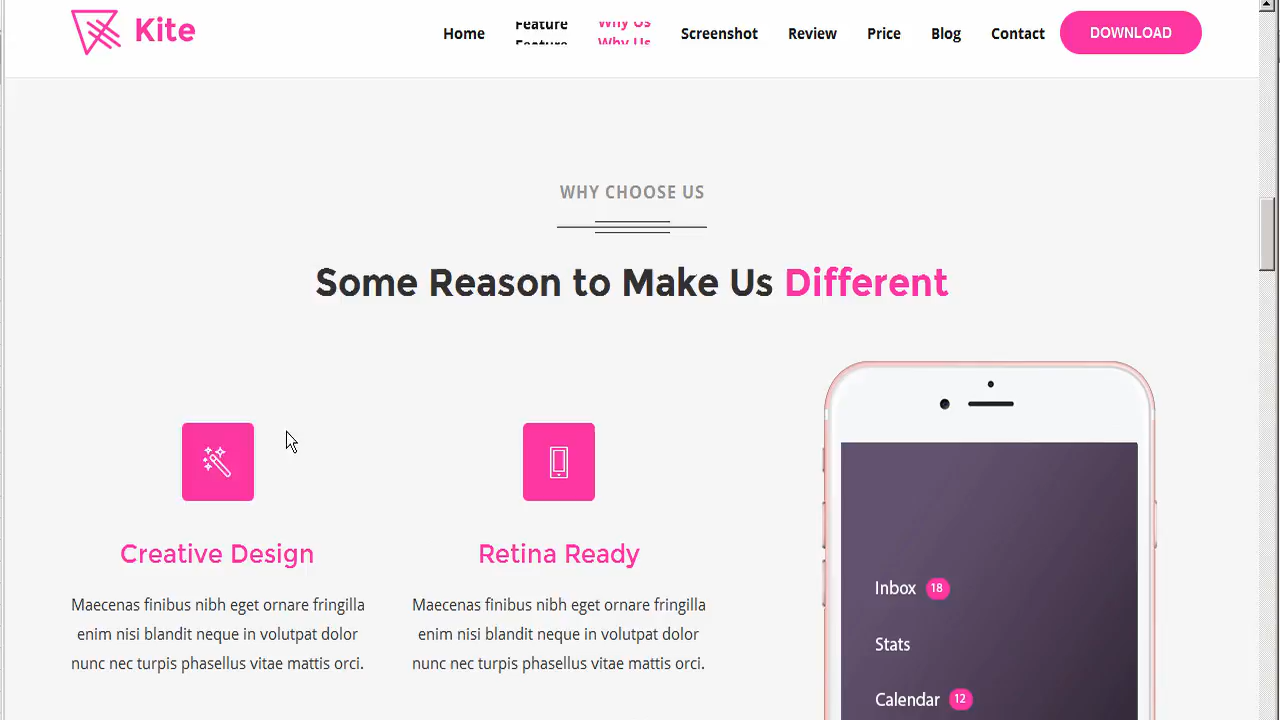 Kite
Home Feature Feature Why Us Why Us Screenshot Review Price Blog Contact DOWNLOAD
WHY CHOOSE US
Some Reason to Make Us Different
Creative Design
Maecenas finibus nibh eget ornare fringilla
enim nisi blandit neque in volutpat dolor
nunc nec turpis phasellus vitae mattis orci.
Retina Ready
Maecenas finibus nibh eget ornare fringilla
enim nisi blandit neque in volutpat dolor
nunc nec turpis phasellus vitae mattis orci.
Inbox 18
Stats
Calendar 12